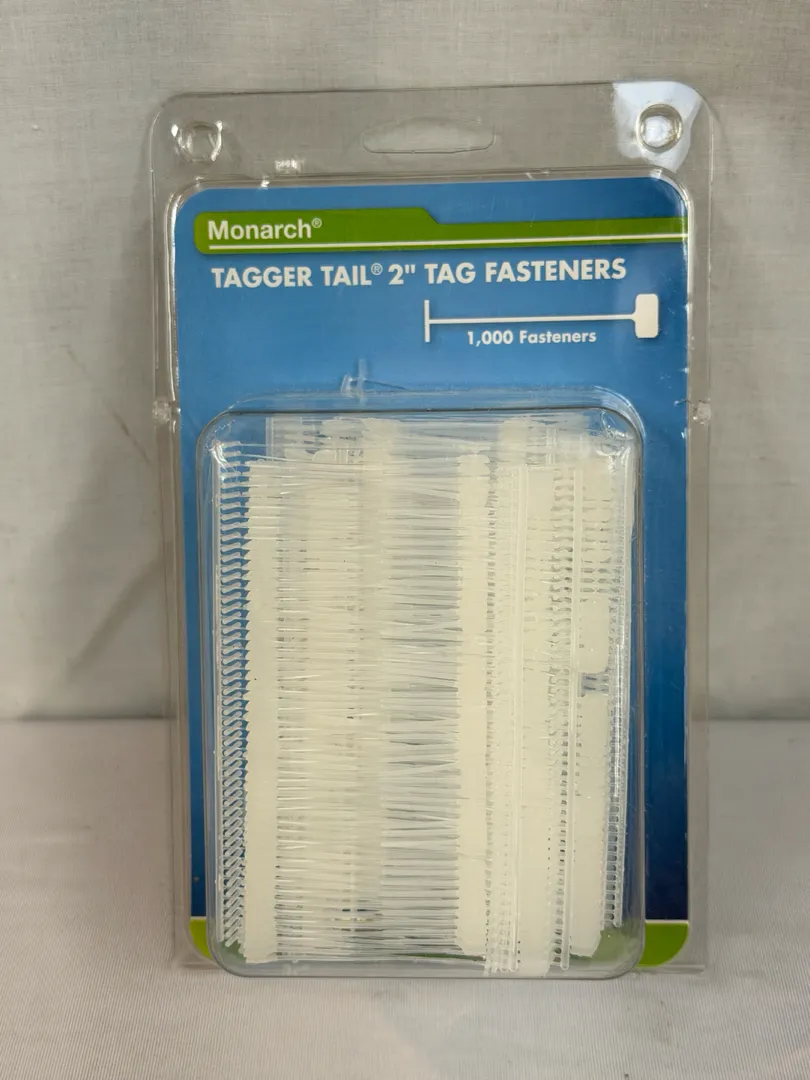 Monarch®
TAGGER TAIL® 2" TAG FASTENERS
1,000 Fasteners